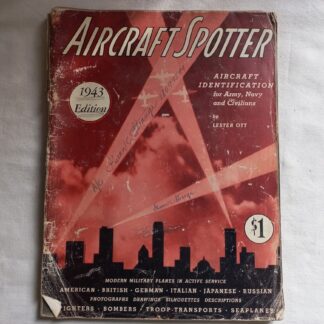 AIRCRAFT SPOTTER
1943
Edition
AIRCRAFT
IDENTIFICATION
for Army, Navy
and Civilians
by
LESTER OTT
$1
MODERN MILITARY PLANES IN ACTIVE SERVICE
AMERICAN - BRITISH - GERMAN - ITALIAN - JAPANESE - RUSSIAN
PHOTOGRAPHS DRAWINGS SILHOUETTES DESCRIPTIONS
FIGHTERS - BOMBERS - TROOP-TRANSPORTS - SEAPLANES